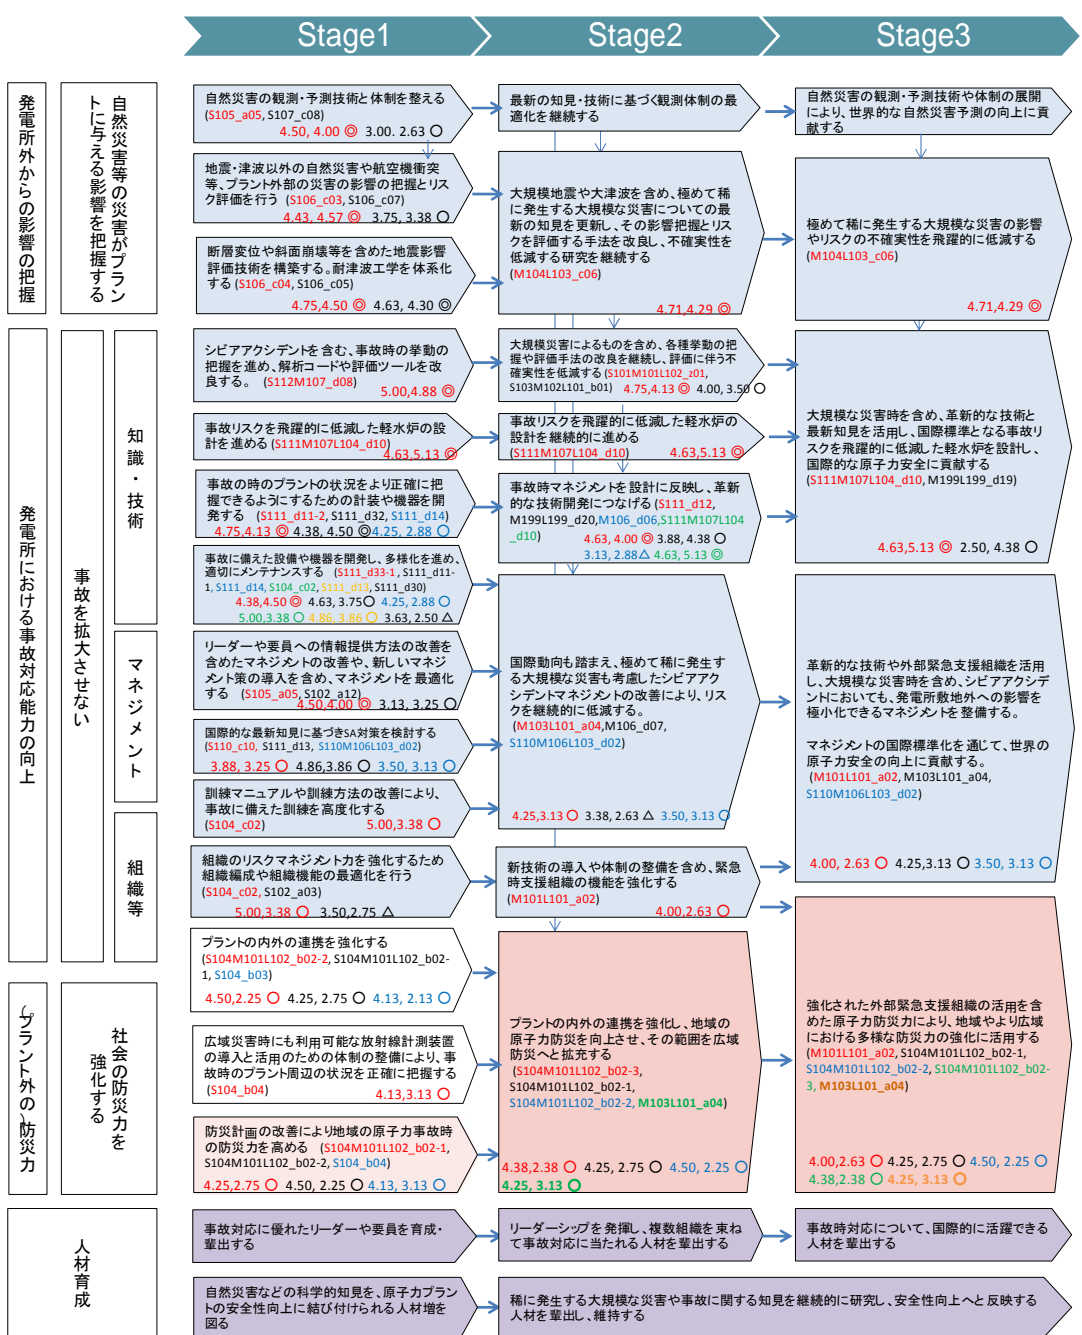 Stage1
Stage2
Stage3
発電所外からの影響の把握
自然災害等の災害がプラン
トに与える影響を把握する
自然災害の観測・予測技術と体制を整える
(S105_a05, S107_c08)
4.50, 4.00 ◎ 3.00. 2.63 ○
最新の知見・技術に基づく観測体制の最
適化を継続する
自然災害の観測・予測技術や体制の展開
により、世界的な自然災害予測の向上に貢
献する
地震・津波以外の自然災害や航空機衝突
等、プラント外部の災害の影響の把握とリス
ク評価を行う (S106_c03, S106_c07)
4.43, 4.57 ◎ 3.75, 3.38 ○
断層変位や斜面崩壊等を含めた地震影響
評価技術を構築する。耐津波工学を体系化
する (S106_c04, S106_c05)
4.75,4.50 ◎ 4.63, 4.30 ◎
大規模地震や大津波を含め、極めて稀
に発生する大規模な災害についての最
新の知見を更新し、その影響把握とリス
クを評価する手法を改良し、不確実性を
低減する研究を継続する
(M104L103_c06)
4.71,4.29 ◎
極めて稀に発生する大規模な災害の影響
やリスクの不確実性を飛躍的に低減する
(M104L103_c06)
4.71,4.29 ◎
発電所における事故対応能力の向上
事故を拡大させない
知識・技術
シビアアクシデントを含む、事故時の挙動の
把握を進め、解析コードや評価ツールを改
良する。 (S112M107_d08)
5.00,4.88 ◎
大規模災害によるものを含め、各種挙動の把
握や評価手法の改良を継続し、評価に伴う不
確実性を低減する (S101M101L102_z01,
S103M102L101_b01) 4.75,4.13 ◎ 4.00, 3.50 ○
事故リスクを飛躍的に低減した軽水炉の設
計を進める (S111M107L104_d10)
4.63,5.13 ◎
事故リスクを飛躍的に低減した軽水炉の
設計を継続的に進める
(S111M107L104_d10) 4.63,5.13 ◎
大規模な災害時を含め、革新的な技術と
最新知見を活用し、国際標準となる事故リ
スクを飛躍的に低減した軽水炉を設計し、
国際的な原子力安全に貢献する
(S111M107L104_d10, M199L199_d19)
4.63,5.13 ◎ 2.50, 4.38 ○
事故の時のプラントの状況をより正確に把
握できるようにするための計装や機器を開
発する (S111_d11-2, S111_d32, S111_d14)
4.75,4.13 ◎ 4.38, 4.50 ◎ 4.25, 2.88 ○
事故時マネジメントを設計に反映し、革新
的な技術開発につなげる (S111_d12,
M199L199_d20,M106_d06,S111M107L104
_d10)
4.63, 4.00 ◎ 3.88, 4.38 ○
3.13, 2.88 △ 4.63, 5.13 ◎
事故に備えた設備や機器を開発し、多様化を進め、
適切にメンテナンスする (S111_d33-1, S111_d11-
1, S111_d14, S104_c02, S111_d13, S111_d30)
4.38,4.50 ◎ 4.63, 3.75 ○ 4.25, 2.88 ○
5.00,3.38 ○ 4.86, 3.86 ○ 3.63, 2.50 △
マネジメント
リーダーや要員への情報提供方法の改善を
含めたマネジメントの改善や、新しいマネジ
メント策の導入を含め、マネジメントを最適化
する (S105_a05, S102_a12)
4.50,4.00 ◎ 3.13, 3.25 ○
国際的な最新知見に基づきSA対策を検討する
(S110_c10, S111_d13, S110M106L103_d02)
3.88, 3.25 ○ 4.86,3.86 ○ 3.50, 3.13 ○
訓練マニュアルや訓練方法の改善により、
事故に備えた訓練を高度化する
(S104_c02) 5.00,3.38 ○
国際動向も踏まえ、極めて稀に発生す
る大規模な災害も考慮したシビアアク
シデントマネジメントの改善により、リス
クを継続的に低減する。
(M103L101_a04,M106_d07,
S110M106L103_d02)
4.25,3.13 ○ 3.38, 2.63 △ 3.50, 3.13 ○
革新的な技術や外部緊急支援組織を活用
し、大規模な災害時を含め、シビアアクシデ
ントにおいても、発電所敷地外への影響を
極小化できるマネジメントを整備する。
マネジメントの国際標準化を通じて、世界の
原子力安全の向上に貢献する。
(M101L101_a02, M103L101_a04,
S110M106L103_d02)
4.00, 2.63 ○ 4.25,3.13 ○ 3.50, 3.13 ○
組織等
組織のリスクマネジメント力を強化するため
組織編成や組織機能の最適化を行う
(S104_c02, S102_a03)
5.00,3.38 ○ 3.50,2.75 △
新技術の導入や体制の整備を含め、緊急
時支援組織の機能を強化する
(M101L101_a02)
4.00,2.63 ○
プラントの内外の連携を強化する
(S104M101L102_b02-2, S104M101L102_b02-
1, S104_b03)
4.50,2.25 ○ 4.25, 2.75 ○ 4.13, 2.13 ○
(プラント外の)防災力
社会の防災力を
強化する
広域災害時にも利用可能な放射線計測装置
の導入と活用のための体制の整備により、事
故時のプラント周辺の状況を正確に把握する
(S104_b04) 4.13,3.13 ○
防災計画の改善により地域の原子力事故時
の防災力を高める (S104M101L102_b02-1,
S104M101L102_b02-2, S104_b04)
4.25,2.75 ○ 4.50, 2.25 ○ 4.13, 3.13 ○
プラントの内外の連携を強化し、地域の
原子力防災を向上させ、その範囲を広域
防災へと拡充する
(S104M101L102_b02-3,
S104M101L102_b02-1,
S104M101L102_b02-2, M103L101_a04)
4.38,2.38 ○ 4.25, 2.75 ○ 4.50, 2.25 ○
4.25, 3.13 ○
強化された外部緊急支援組織の活用を含
めた原子力防災力により、地域やより広域
における多様な防災力の強化に活用する
(M101L101_a02, S104M101L102_b02-1,
S104M101L102_b02-2, S104M101L102_b02-
3, M103L101_a04)
4.00,2.63 ○ 4.25, 2.75 ○ 4.50, 2.25 ○
4.38,2.38 ○ 4.25, 3.13 ○
人材育成
事故対応に優れたリーダーや要員を育成・
輩出する
リーダーシップを発揮し、複数組織を束ね
て事故対応に当たれる人材を輩出する
事故時対応について、国際的に活躍できる
人材を輩出する
自然災害などの科学的知見を、原子力プラ
ントの安全性向上に結び付けられる人材増を
図る
稀に発生する大規模な災害や事故に関する知見を継続的に研究し、安全性向上へと反映する
人材を輩出し、維持する